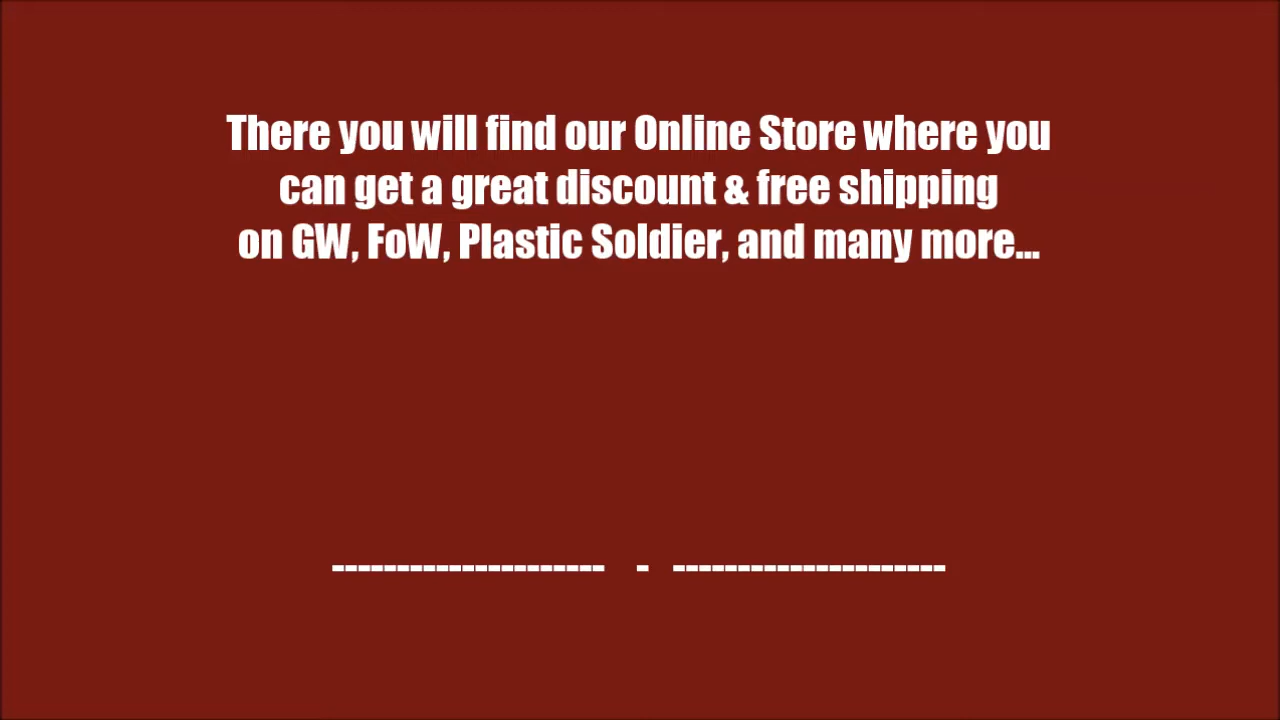 There you will find our Online Store where you
can get a great discount & free shipping
on GW, FoW, Plastic Soldier, and many more...
--------------------- - ---------------------